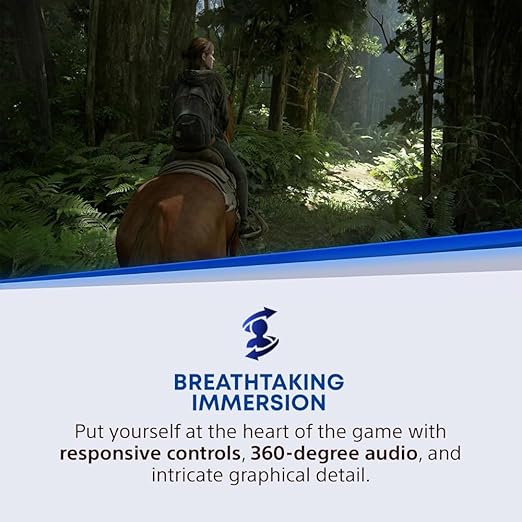 BREATHTAKING
IMMERSION
Put yourself at the heart of the game with
responsive controls, 360-degree audio, and
intricate graphical detail.